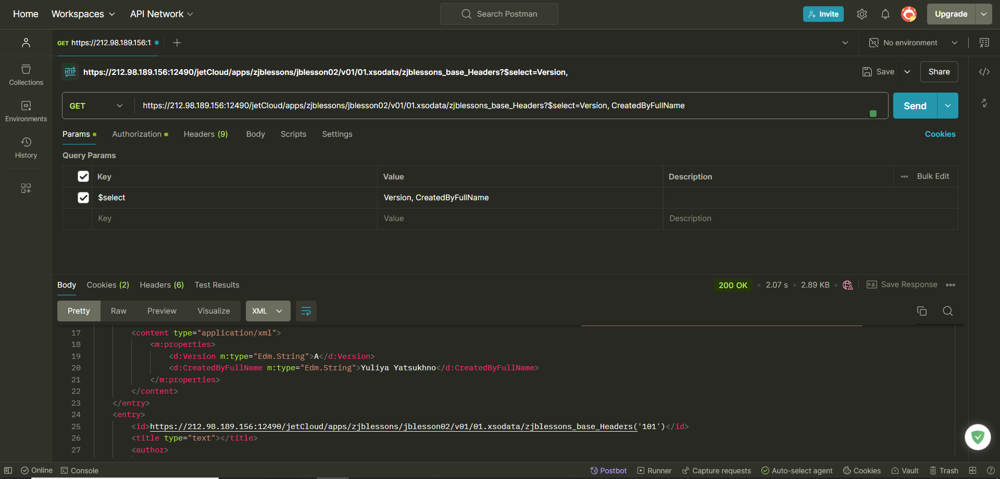 Home Workspaces API Network Search Postman Invite Upgrade
GET https://212.98.189.156:1 No environment
HTTP https://212.98.189.156:12490/jetCloud/apps/zjblessons/jblesson02/v01/01.xsodata/zjblessons_base_Headers?$select=Version, Save Share
Collections
Environments
History
GET https://212.98.189.156:12490/jetCloud/apps/zjblessons/jblesson02/v01/01.xsodata/zjblessons_base_Headers?$select=Version, CreatedByFullName Send
Params Authorization Headers (9) Body Scripts Settings Cookies
Query Params
Key Value Description Bulk Edit
$select Version, CreatedByFullName
Key Value Description
Body Cookies (2) Headers (6) Test Results 200 OK 2.07 s 2.89 KB e.g. Save Response
Pretty Raw Preview Visualize XML
17 <content type="application/xml">
18 <m:properties>
19 <d:Version m:type="Edm.String">A</d:Version>
20 <d:CreatedByFullName m:type="Edm.String">Yuliya Yatsukhno</d:CreatedByFullName>
21 </m:properties>
22 </content>
23 </entry>
24 <entry>
25 <id>https://212.98.189.156:12490/jetCloud/apps/zjblessons/jblesson02/v01/01.xsodata/zjblessons_base_Headers('101')</id>
26 <title type="text"></title>
27 <author>
Online Console Postbot Runner Capture requests Auto-select agent Cookies Vault Trash